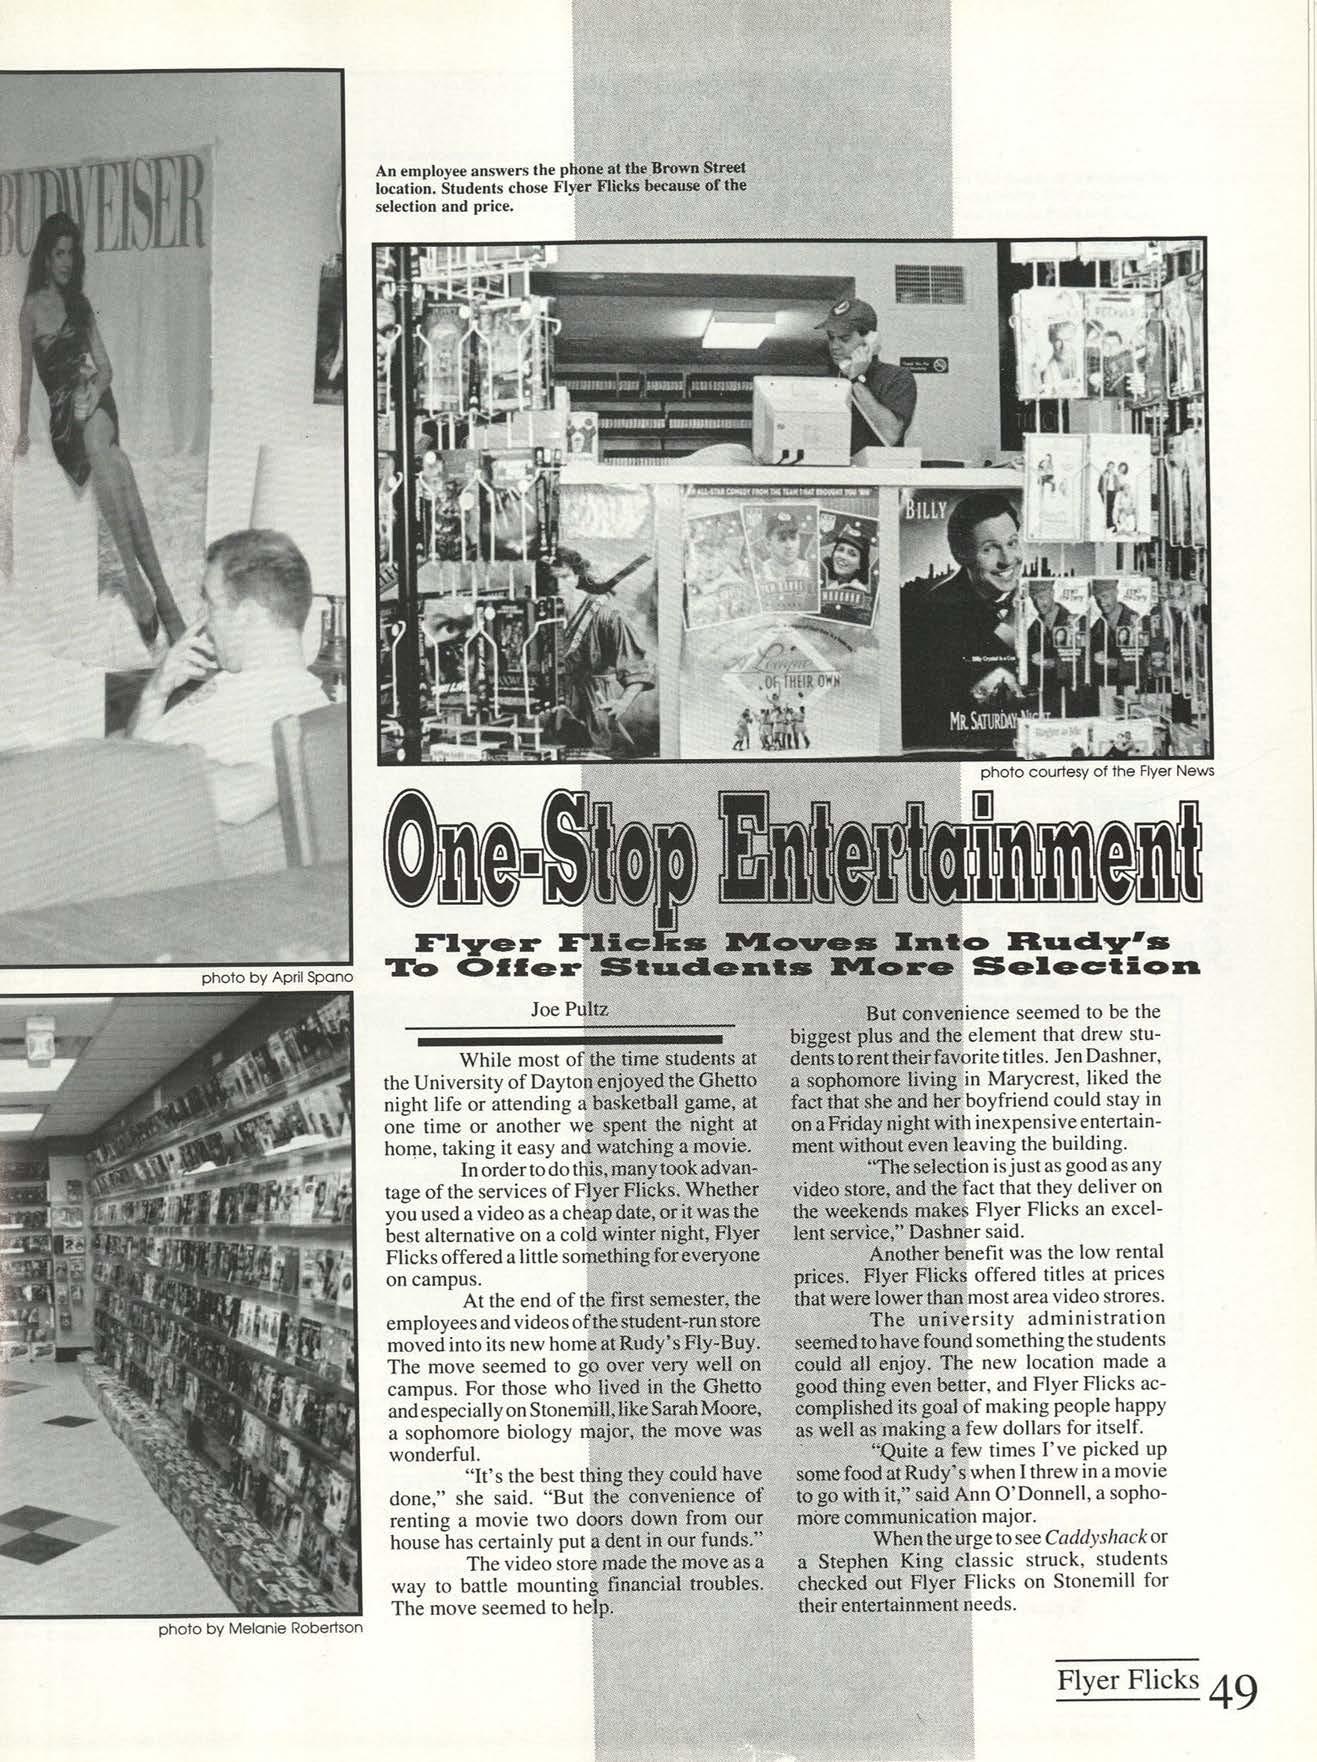 BUDWEISER
An employee answers the phone at the Brown Street
location. Students chose Flyer Flicks because of the
selection and price.
AN ALL-STAR COMEDY FROM THE TEAM THAT BROUGHT YOU 'BIG'
TOM HANKS
MADONNA
A League
OF THEIR OWN
BILLY
MR. SATURDAY NIGHT
photo courtesy of the Flyer News
photo by April Spano
photo by Melanie Robertson
One-Stop Entertainment
Flyer Flicks Moves Into Rudy's
To Offer Students More Selection
Joe Pultz
While most of the time students at
the University of Dayton enjoyed the Ghetto
night life or attending a basketball game, at
one time or another we spent the night at
home, taking it easy and watching a movie.
In order to do this, many took advan-
tage of the services of Flyer Flicks. Whether
you used a video as a cheap date, or it was the
best alternative on a cold winter night, Flyer
Flicks offered a little something for everyone
on campus.
At the end of the first semester, the
employees and videos of the student-run store
moved into its new home at Rudy's Fly-Buy.
The move seemed to go over very well on
campus. For those who lived in the Ghetto
and especially on Stonemill, like Sarah Moore,
a sophomore biology major, the move was
wonderful.
"It's the best thing they could have
done," she said. "But the convenience of
renting a movie two doors down from our
house has certainly put a dent in our funds."
The video store made the move as a
way to battle mounting financial troubles.
The move seemed to help.
But convenience seemed to be the
biggest plus and the element that drew stu-
dents to rent their favorite titles. Jen Dashner,
a sophomore living in Marycrest, liked the
fact that she and her boyfriend could stay in
on a Friday night with inexpensive entertain-
ment without even leaving the building.
"The selection is just as good as any
video store, and the fact that they deliver on
the weekends makes Flyer Flicks an excel-
lent service," Dashner said.
Another benefit was the low rental
prices. Flyer Flicks offered titles at prices
that were lower than most area video strores.
The university administration
seemed to have found something the students
could all enjoy. The new location made a
good thing even better, and Flyer Flicks ac-
complished its goal of making people happy
as well as making a few dollars for itself.
"Quite a few times I've picked up
some food at Rudy's when I threw in a movie
to go with it," said Ann O'Donnell, a sopho-
more communication major.
When the urge to see Caddyshack or
a Stephen King classic struck, students
checked out Flyer Flicks on Stonemill for
their entertainment needs.
Flyer Flicks 49